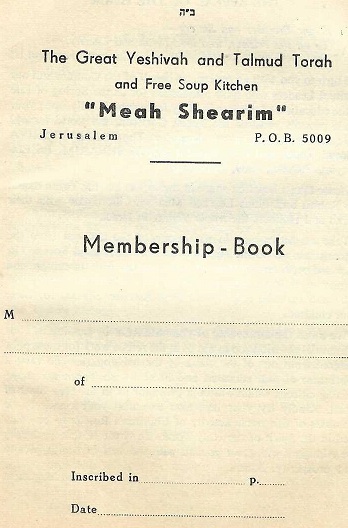 ב״ה
The Great Yeshivah and Talmud Torah
and Free Soup Kitchen
"Meah Shearim"
Jerusalem P.O.B. 5009
Membership - Book
M
of
Inscribed in p.
Date